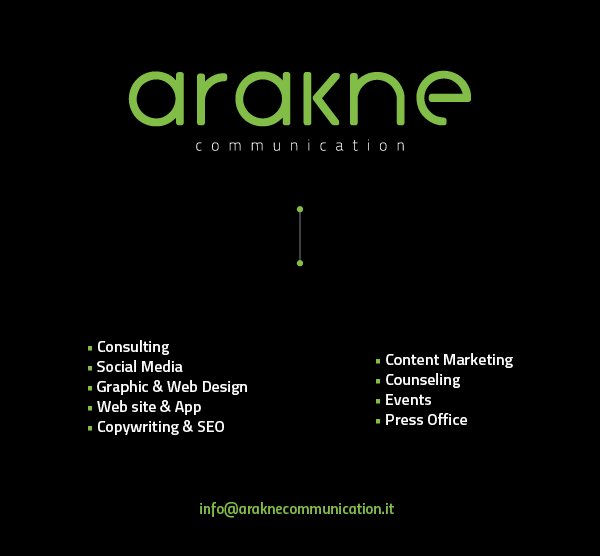 arakne
communication
Consulting
Social Media
Graphic & Web Design
Web site & App
Copywriting & SEO
Content Marketing
Counseling
Events
Press Office
info@araknecommunication.it